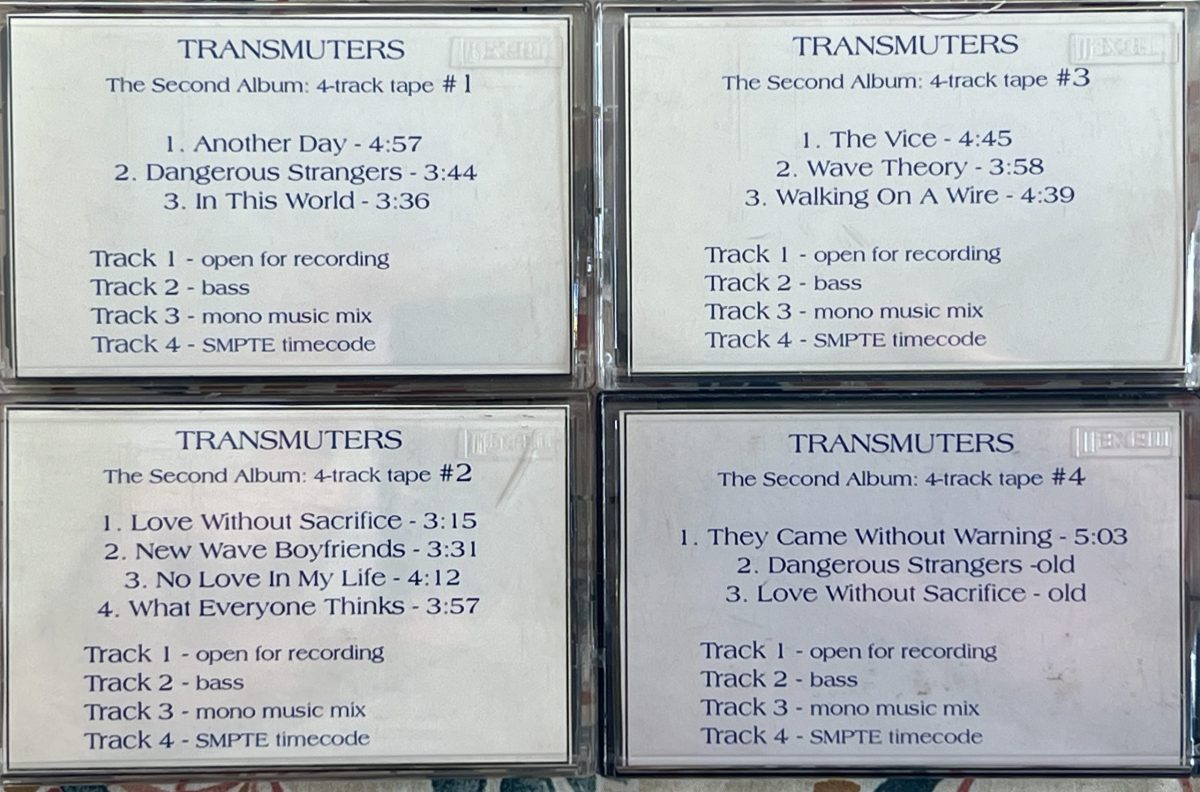 TRANSMUTERS
The Second Album: 4-track tape #1
1. Another Day - 4:57
2. Dangerous Strangers - 3:44
3. In This World - 3:36
Track 1 - open for recording
Track 2 - bass
Track 3 - mono music mix
Track 4 - SMPTE timecode
TRANSMUTERS
The Second Album: 4-track tape #3
1. The Vice - 4:45
2. Wave Theory - 3:58
3. Walking On A Wire - 4:39
Track 1 - open for recording
Track 2 - bass
Track 3 - mono music mix
Track 4 - SMPTE timecode
TRANSMUTERS
The Second Album: 4-track tape #2
1. Love Without Sacrifice - 3:15
2. New Wave Boyfriends - 3:31
3. No Love In My Life - 4:12
4. What Everyone Thinks - 3:57
Track 1 - open for recording
Track 2 - bass
Track 3 - mono music mix
Track 4 - SMPTE timecode
TRANSMUTERS
The Second Album: 4-track tape #4
1. They Came Without Warning - 5:03
2. Dangerous Strangers -old
3. Love Without Sacrifice - old
Track 1 - open for recording
Track 2 - bass
Track 3 - mono music mix
Track 4 - SMPTE timecode